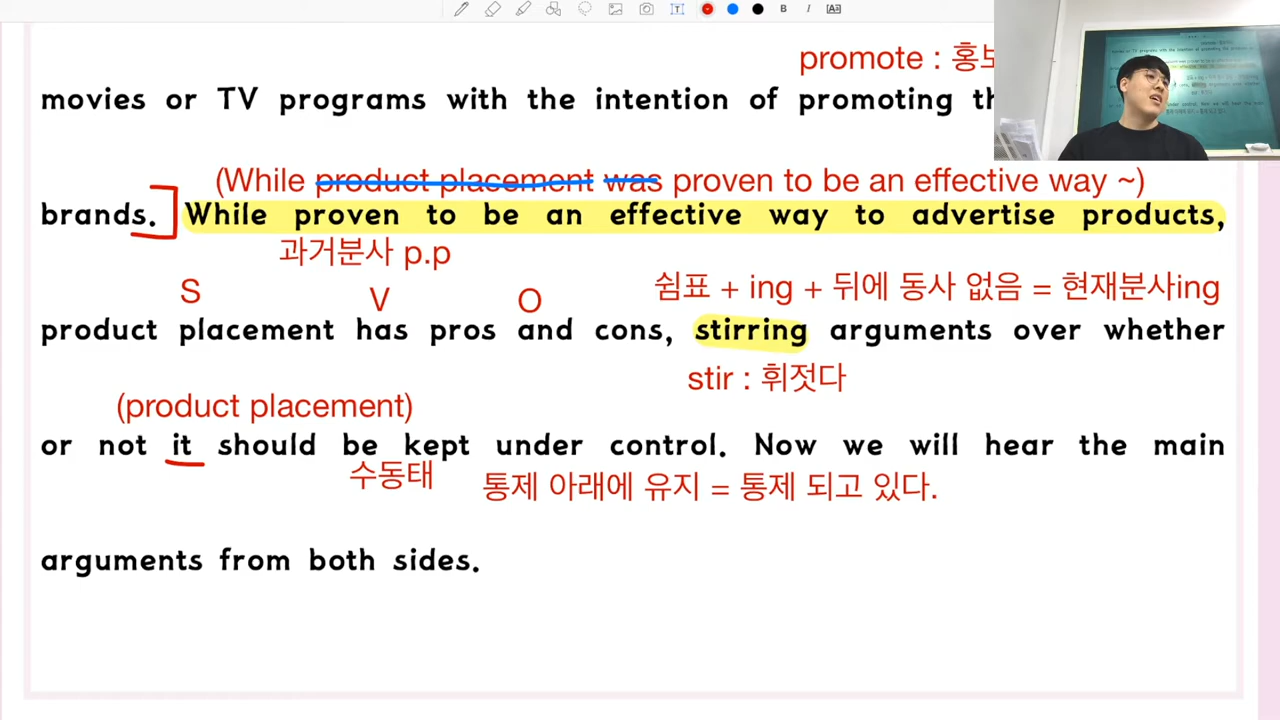 promote : 홍보
movies or TV programs with the intention of promoting th
(While product placement was proven to be an effective way ~)
brands. While proven to be an effective way to advertise products,
과거분사 p.p
S V O 쉼표 + ing + 뒤에 동사 없음 = 현재분사ing
product placement has pros and cons, stirring arguments over whether
stir : 휘젓다
(product placement)
or not it should be kept under control. Now we will hear the main
수동태 통제 아래에 유지 = 통제 되고 있다.
arguments from both sides.